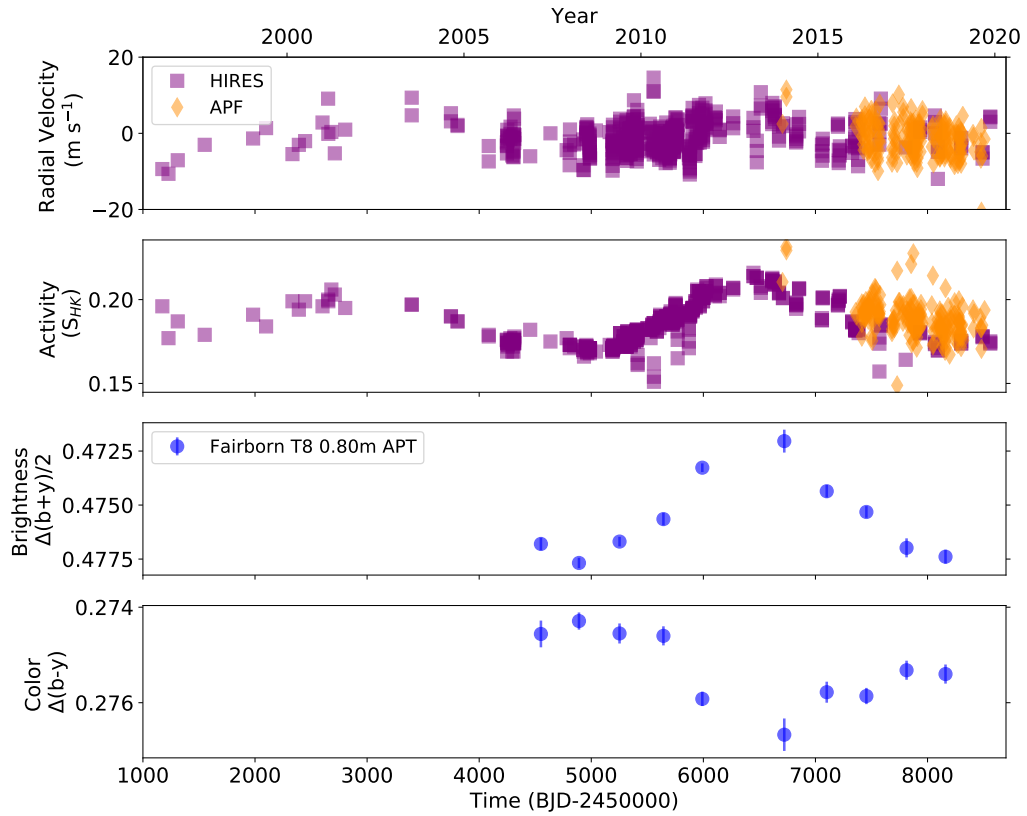 Year
2000 2005 2010 2015 2020
20
0
−20
Radial Velocity
(m s⁻¹)
HIRES
APF
0.20
0.15
Activity
(S_HK)
0.4725
0.4750
0.4775
Brightness
Δ(b+y)/2
Fairborn T8 0.80m APT
0.274
0.276
Color
Δ(b-y)
1000 2000 3000 4000 5000 6000 7000 8000
Time (BJD-2450000)